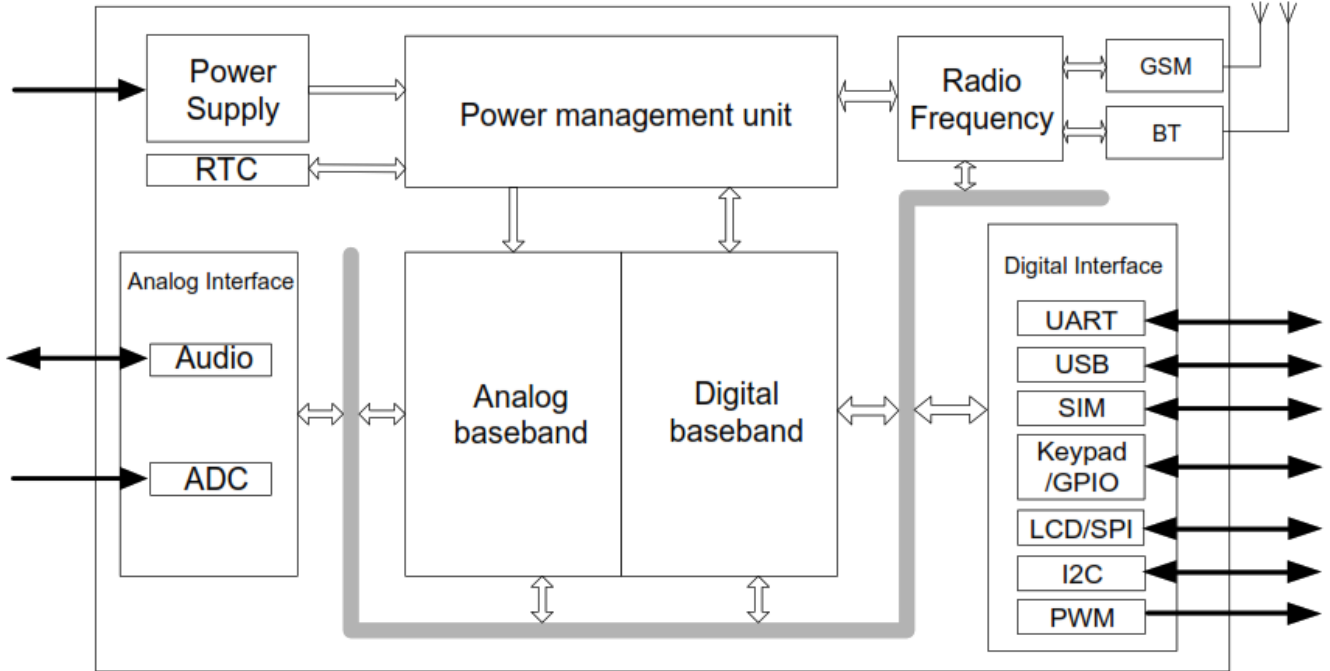 Power
Supply
RTC
Power management unit
Radio
Frequency
GSM
BT
Analog Interface
Audio
ADC
Analog
baseband
Digital
baseband
Digital Interface
UART
USB
SIM
Keypad
/GPIO
LCD/SPI
I2C
PWM